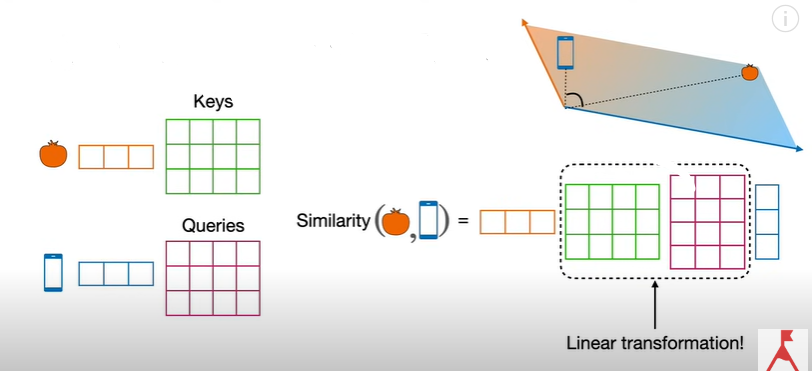 Keys
Queries
Similarity ( , ) =
Linear transformation!
i